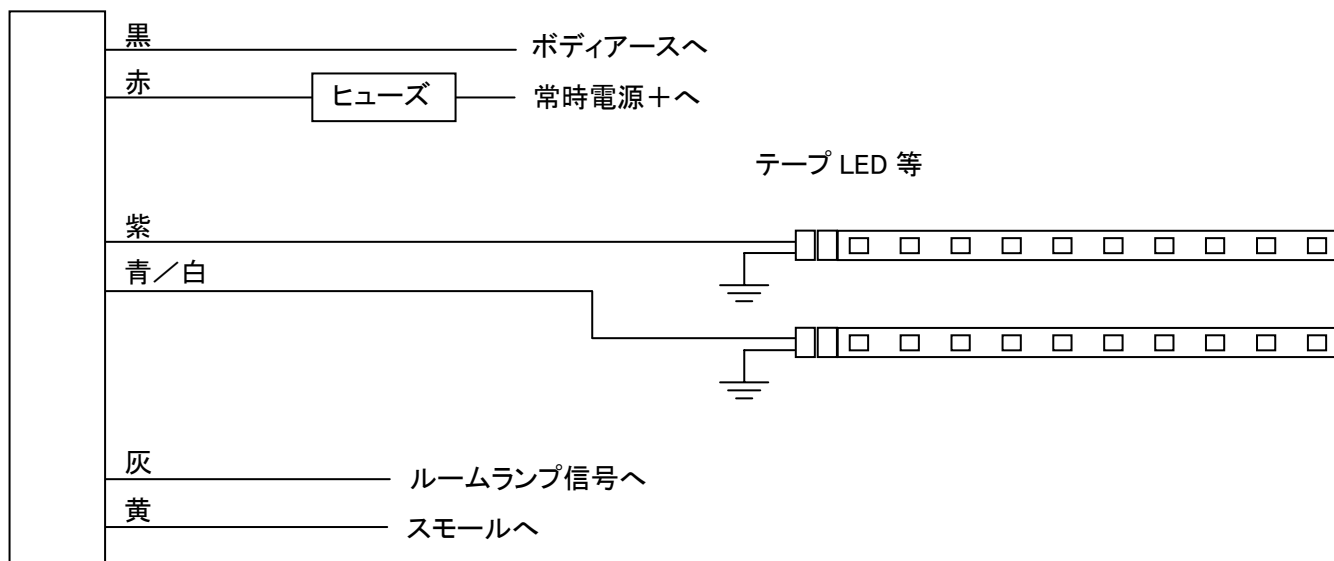 黒
ボディアースへ
赤
ヒューズ
常時電源＋へ
テープ LED 等
紫
青／白
灰
ルームランプ信号へ
黄
スモールへ